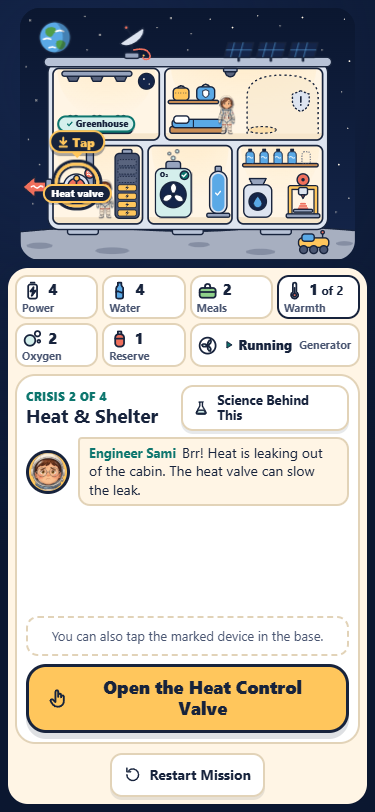 Greenhouse
Tap
Heat valve
O₂
4
Power
4
Water
2
Meals
1 of 2
Warmth
2
Oxygen
1
Reserve
Running Generator
CRISIS 2 OF 4
Heat & Shelter
Science Behind
This
Engineer Sami Brr! Heat is leaking out
of the cabin. The heat valve can slow
the leak.
You can also tap the marked device in the base.
Open the Heat Control
Valve
Restart Mission